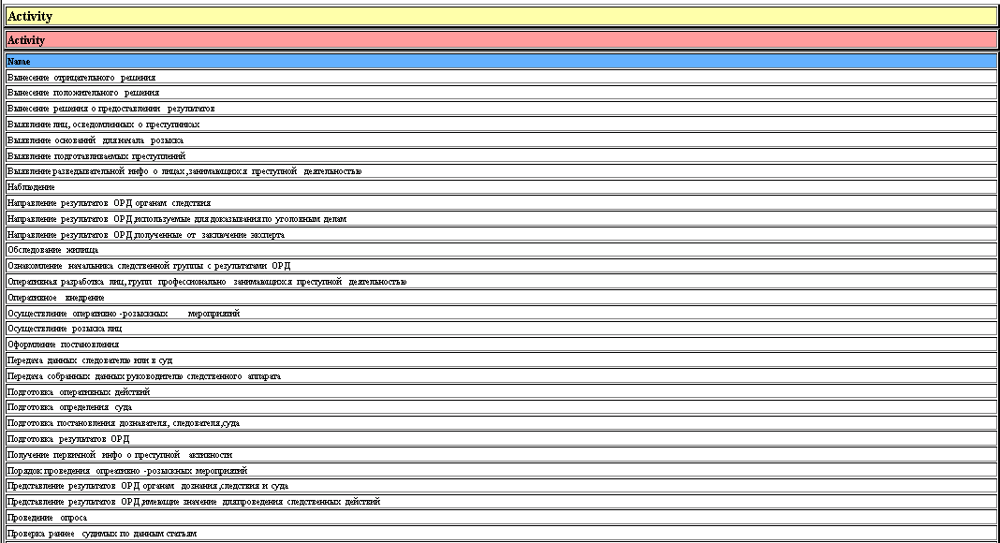 Activity
Activity
Name
Вынесение отрицательного решения
Вынесение положительного решения
Вынесение решения о предоставлении результатов
Выявление лиц, осведомленных о преступниках
Выявление оснований для начала розыска
Выявление подготавливаемых преступлений
Выявление разведывательной инфо о лицах ,занимающихся преступной деятельностью
Наблюдение
Направление результатов ОРД органам следствия
Направление результатов ОРД ,используемые для доказывания по уголовным делам
Направление результатов ОРД ,полученные от заключение эксперта
Обследование жилища
Ознакомление начальника следственной группы с результатами ОРД
Оперативная разработка лиц, групп профессионально занимающихся преступной деятельностью
Оперативное внедрение
Осуществление оперативно -розыскных мероприятий
Осуществление розыска лиц
Оформление постановления
Передача данных следователю или в суд
Передача собранных данных руководителю следственного аппарата
Подготовка оперативных действий
Подготовка определения суда
Подготовка постановления дознавателя, следователя,суда
Подготовка результатов ОРД
Получение первичной инфо о преступной активности
Порядок проведения опреативно -розыскных мероприятий
Представление результатов ОРД органам дознания ,следствия и суда
Представление результатов ОРД ,имеющие значение для проведения следственных действий
Проведение опроса
Проверка раннее судимых по данным статьям